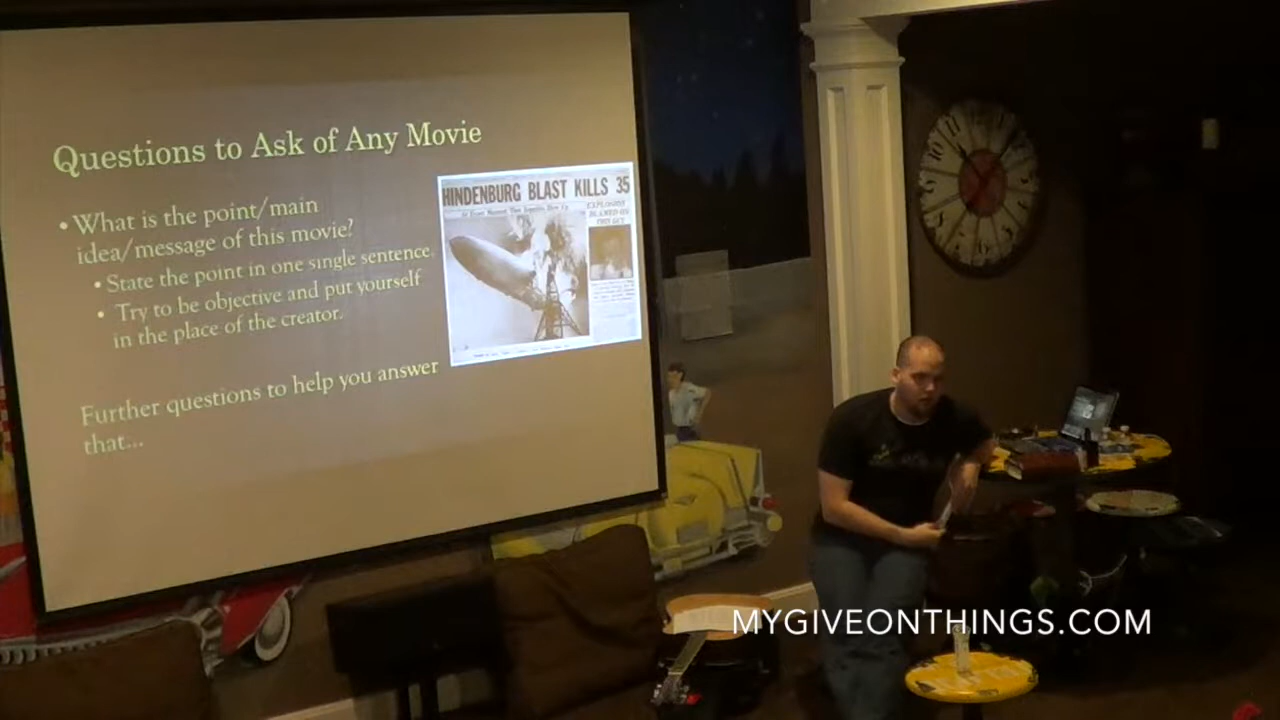 Questions to Ask of Any Movie
• What is the point/main
idea/message of this movie?
• State the point in one single sentence.
• Try to be objective and put yourself
in the place of the creator.
Further questions to help you answer
that...
HINDENBURG BLAST KILLS 35
EXPLOSION
BLAMED ON
THIS GUY
MYGIVEONTHINGS.COM